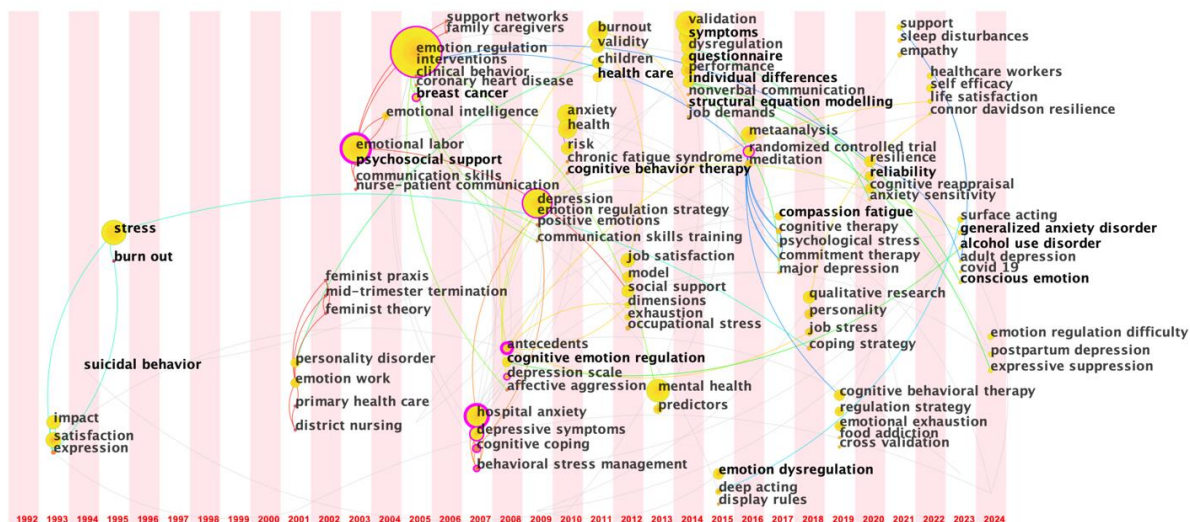 support networks
family caregivers
emotion regulation
interventions
clinical behavior
coronary heart disease
breast cancer
emotional intelligence
emotional labor
psychosocial support
communication skills
nurse-patient communication
stress
burn out
suicidal behavior
impact
satisfaction
expression
feminist praxis
mid-trimester termination
feminist theory
personality disorder
emotion work
primary health care
district nursing
burnout
validity
children
health care
anxiety
health
risk
chronic fatigue syndrome
cognitive behavior therapy
depression
emotion regulation strategy
positive emotions
communication skills training
job satisfaction
model
social support
dimensions
exhaustion
occupational stress
antecedents
cognitive emotion regulation
depression scale
affective aggression
mental health
predictors
hospital anxiety
depressive symptoms
cognitive coping
behavioral stress management
validation
symptoms
dysregulation
questionnaire
performance
individual differences
nonverbal communication
structural equation modelling
job demands
metaanalysis
randomized controlled trial
meditation
compassion fatigue
cognitive therapy
psychological stress
commitment therapy
major depression
qualitative research
personality
job stress
coping strategy
cognitive behavioral therapy
regulation strategy
emotional exhaustion
food addiction
cross validation
emotion dysregulation
deep acting
display rules
support
sleep disturbances
empathy
healthcare workers
self efficacy
life satisfaction
connor davidson resilience
resilience
reliability
cognitive reappraisal
anxiety sensitivity
surface acting
generalized anxiety disorder
alcohol use disorder
adult depression
covid 19
conscious emotion
emotion regulation difficulty
postpartum depression
expressive suppression
1992 1993 1994 1995 1996 1997 1998 1999 2000 2001 2002 2003 2004 2005 2006 2007 2008 2009 2010 2011 2012 2013 2014 2015 2016 2017 2018 2019 2020 2021 2022 2023 2024